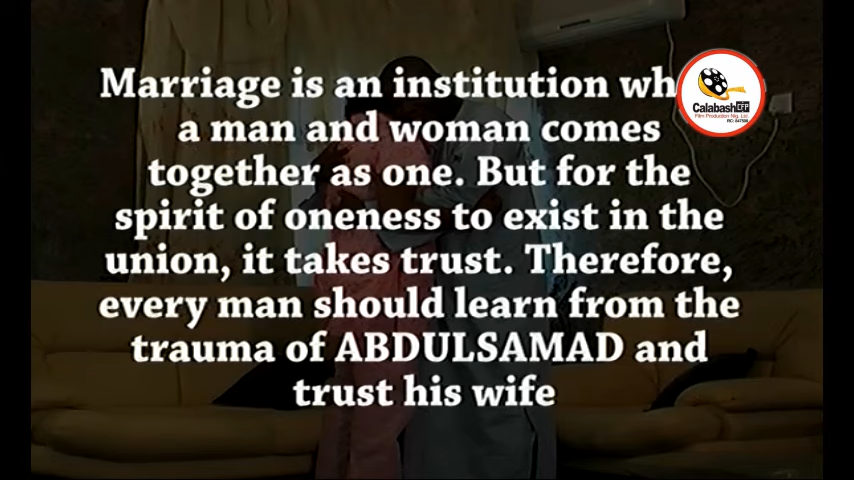 Marriage is an institution
a man and woman comes
together as one. But for the
spirit of oneness to exist in the
union, it takes trust. Therefore,
every man should learn from the
trauma of ABDULSAMAD and
trust his wife
Calabash CFP
Film Production Nig. Ltd.